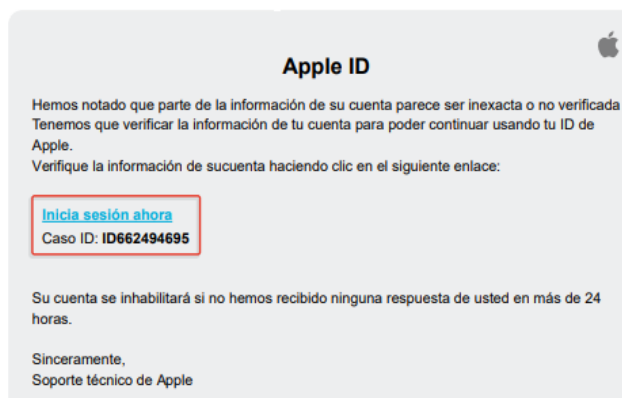 Apple ID
Hemos notado que parte de la información de su cuenta parece ser inexacta o no verificada
Tenemos que verificar la información de tu cuenta para poder continuar usando tu ID de
Apple.
Verifique la información de sucuenta haciendo clic en el siguiente enlace:
Inicia sesión ahora
Caso ID: ID662494695
Su cuenta se inhabilitará si no hemos recibido ninguna respuesta de usted en más de 24
horas.
Sinceramente,
Soporte técnico de Apple